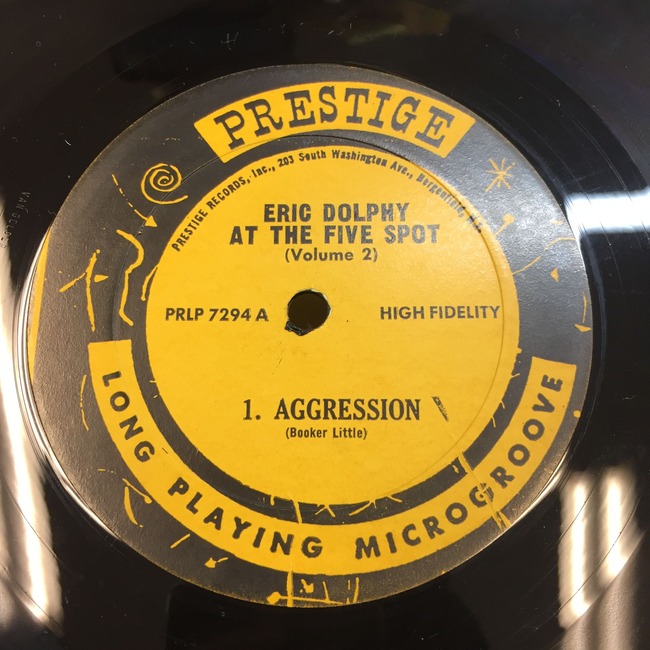 PRESTIGE
PRESTIGE RECORDS, Inc., 203 South Washington Ave., Bergenfield,
ERIC DOLPHY
AT THE FIVE SPOT
(Volume 2)
PRLP 7294 A
HIGH FIDELITY
1. AGGRESSION
(Booker Little)
LONG PLAYING MICROGROOVE